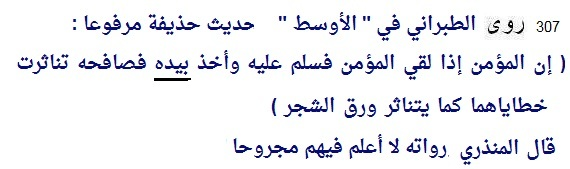 307 روى الطبراني في " الأوسط " حديث حذيفة مرفوعا :
( إن المؤمن إذا لقي المؤمن فسلم عليه وأخذ بيده فصافحه تناثرت
خطاياهما كما يتناثر ورق الشجر )
قال المنذري رواته لا أعلم فيهم مجروحا